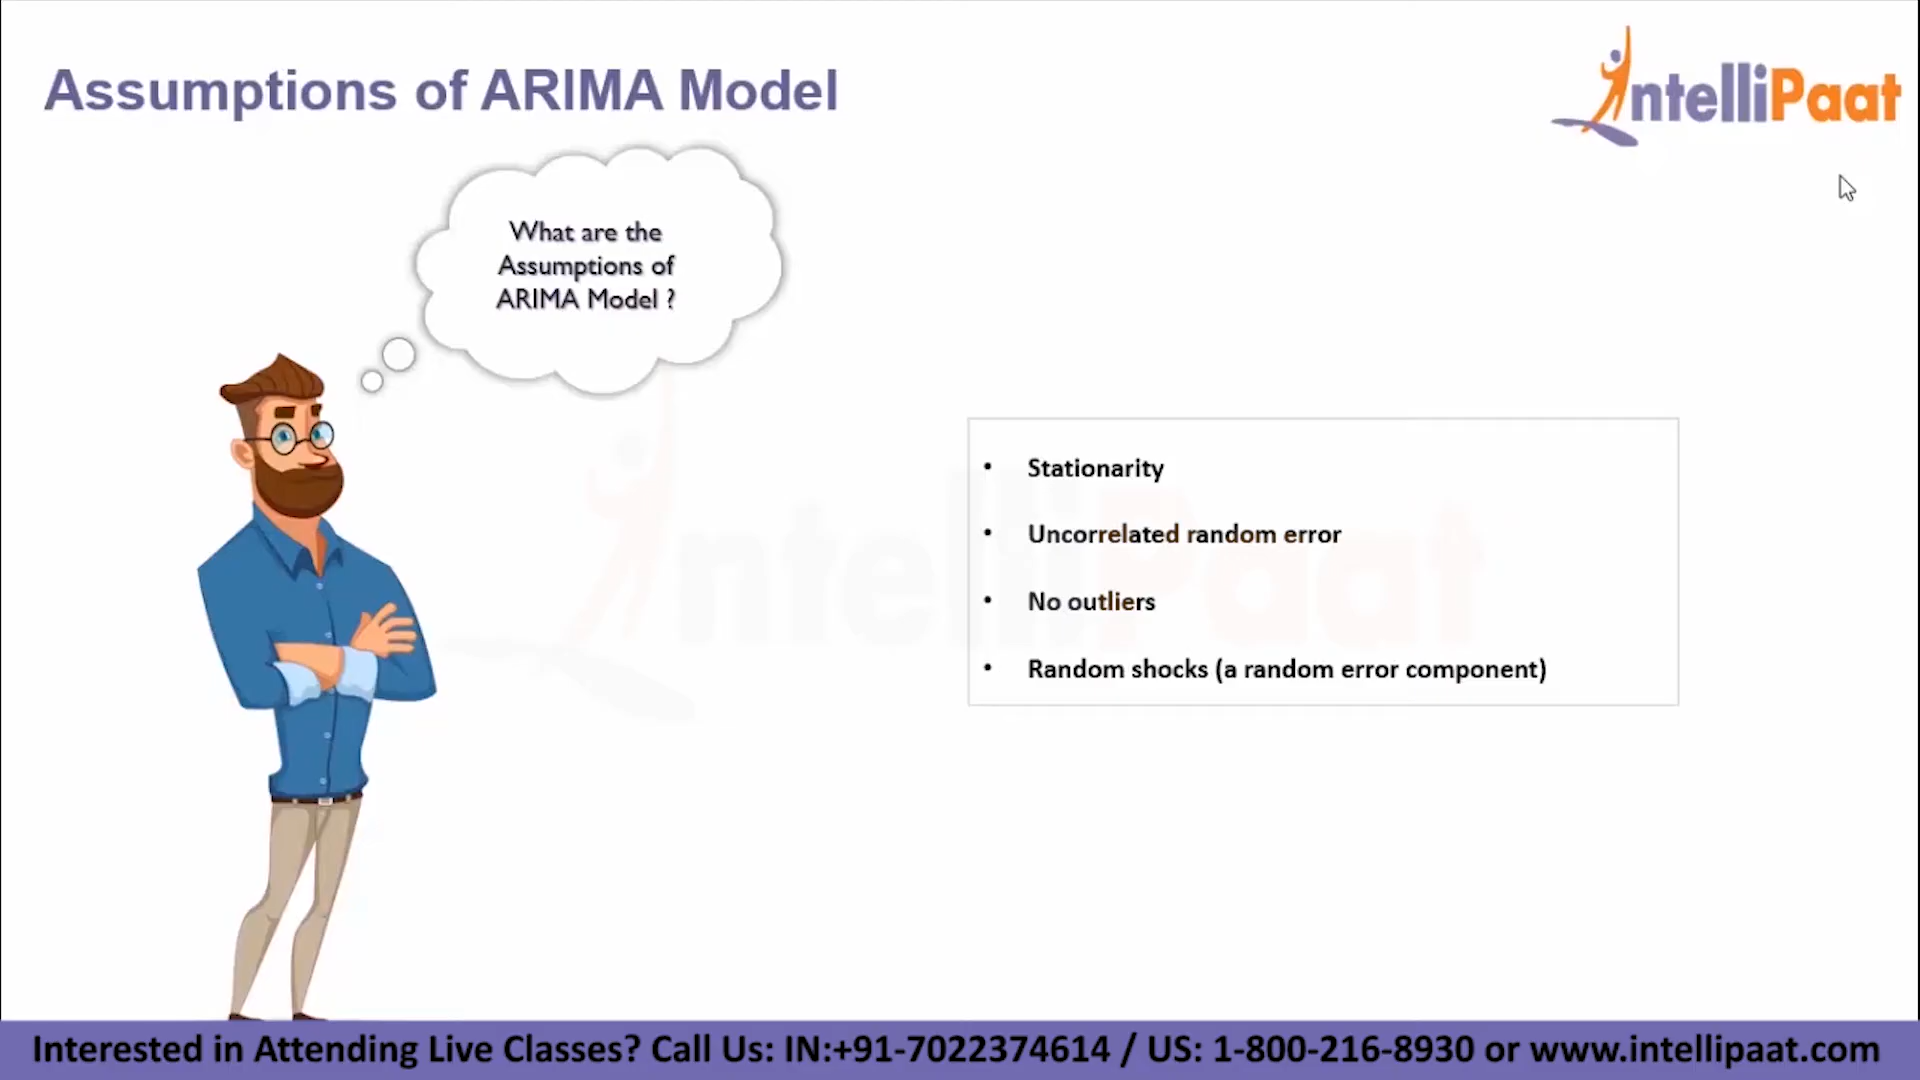 Assumptions of ARIMA Model
IntelliPaat
What are the
Assumptions of
ARIMA Model ?
• Stationarity
• Uncorrelated random error
• No outliers
• Random shocks (a random error component)
IntelliPaat
Interested in Attending Live Classes? Call Us: IN:+91-7022374614 / US: 1-800-216-8930 or www.intellipaat.com